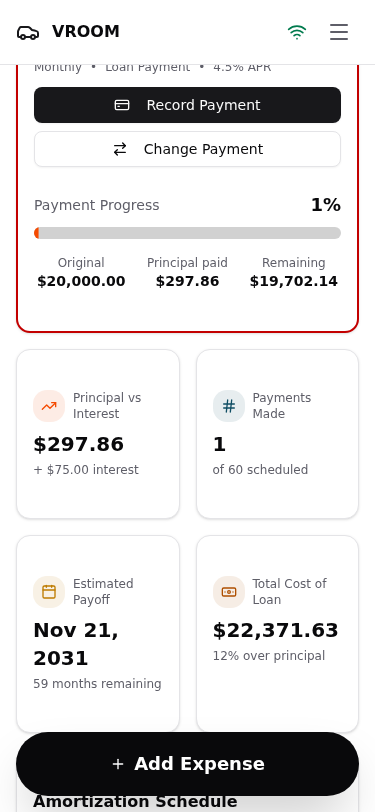 VROOM
Monthly • Loan Payment • 4.5% APR
Record Payment
Change Payment
Payment Progress 1%
Original Principal paid Remaining
$20,000.00 $297.86 $19,702.14
Principal vs
Interest
$297.86
+ $75.00 interest
Payments
Made
1
of 60 scheduled
Estimated
Payoff
Nov 21,
2031
59 months remaining
Total Cost of
Loan
$22,371.63
12% over principal
+ Add Expense
Amortization Schedule